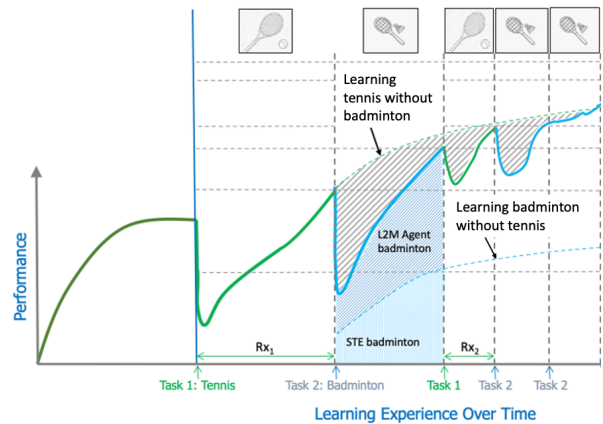 Learning
tennis without
badminton
Learning badminton
without tennis
L2M Agent
badminton
STE badminton
Performance
Rx1
Rx2
Task 1: Tennis
Task 2: Badminton
Task 1
Task 2
Task 2
Learning Experience Over Time